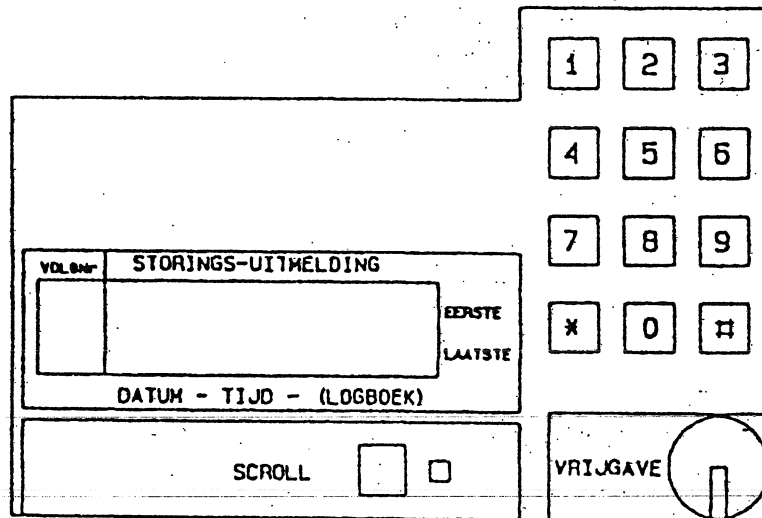 1 2 3
4 5 6
7 8 9
* 0 #
VOLGNr STORINGS-UITMELDING
EERSTE
LAATSTE
DATUM - TIJD - (LOGBOEK)
SCROLL
VRIJGAVE